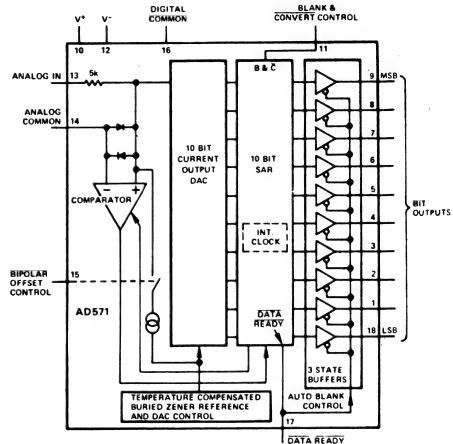 V+
10
V-
12
DIGITAL
COMMON
16
BLANK &
CONVERT CONTROL
11
ANALOG IN
13
5k
ANALOG
COMMON
14
B & C
10 BIT
CURRENT
OUTPUT
DAC
10 BIT
SAR
INT.
CLOCK
COMPARATOR
- +
BIPOLAR
OFFSET
CONTROL
15
AD571
DATA
READY
9 MSB
8
7
6
5
4
3
2
1
18 LSB
BIT
OUTPUTS
3 STATE
BUFFERS
TEMPERATURE COMPENSATED
BURIED ZENER REFERENCE
AND DAC CONTROL
AUTO BLANK
CONTROL
17
DATA READY